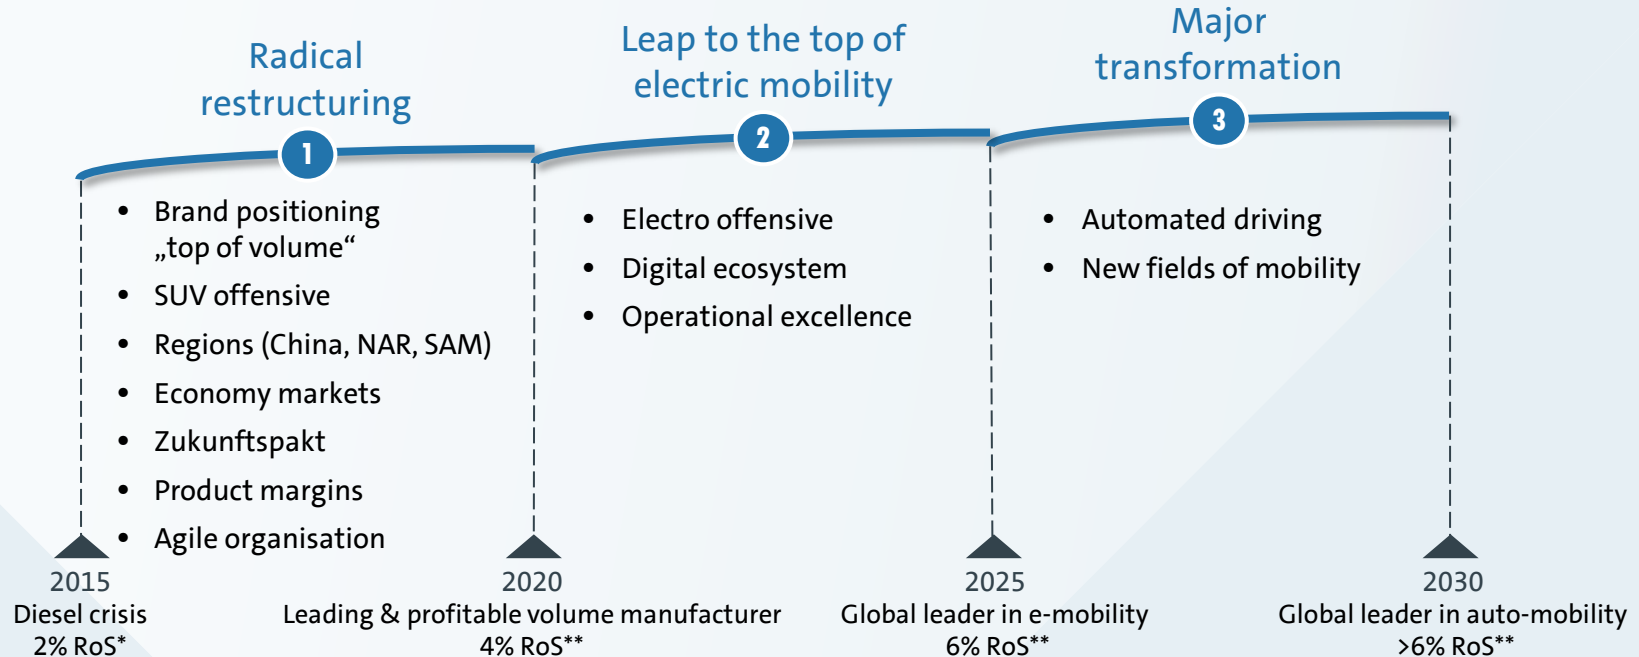 Radical
restructuring
1
• Brand positioning
„top of volume“
• SUV offensive
• Regions (China, NAR, SAM)
• Economy markets
• Zukunftspakt
• Product margins
• Agile organisation
Leap to the top of
electric mobility
2
• Electro offensive
• Digital ecosystem
• Operational excellence
Major
transformation
3
• Automated driving
• New fields of mobility
2015
Diesel crisis
2% RoS*
2020
Leading & profitable volume manufacturer
4% RoS**
2025
Global leader in e-mobility
6% RoS**
2030
Global leader in auto-mobility
>6% RoS**